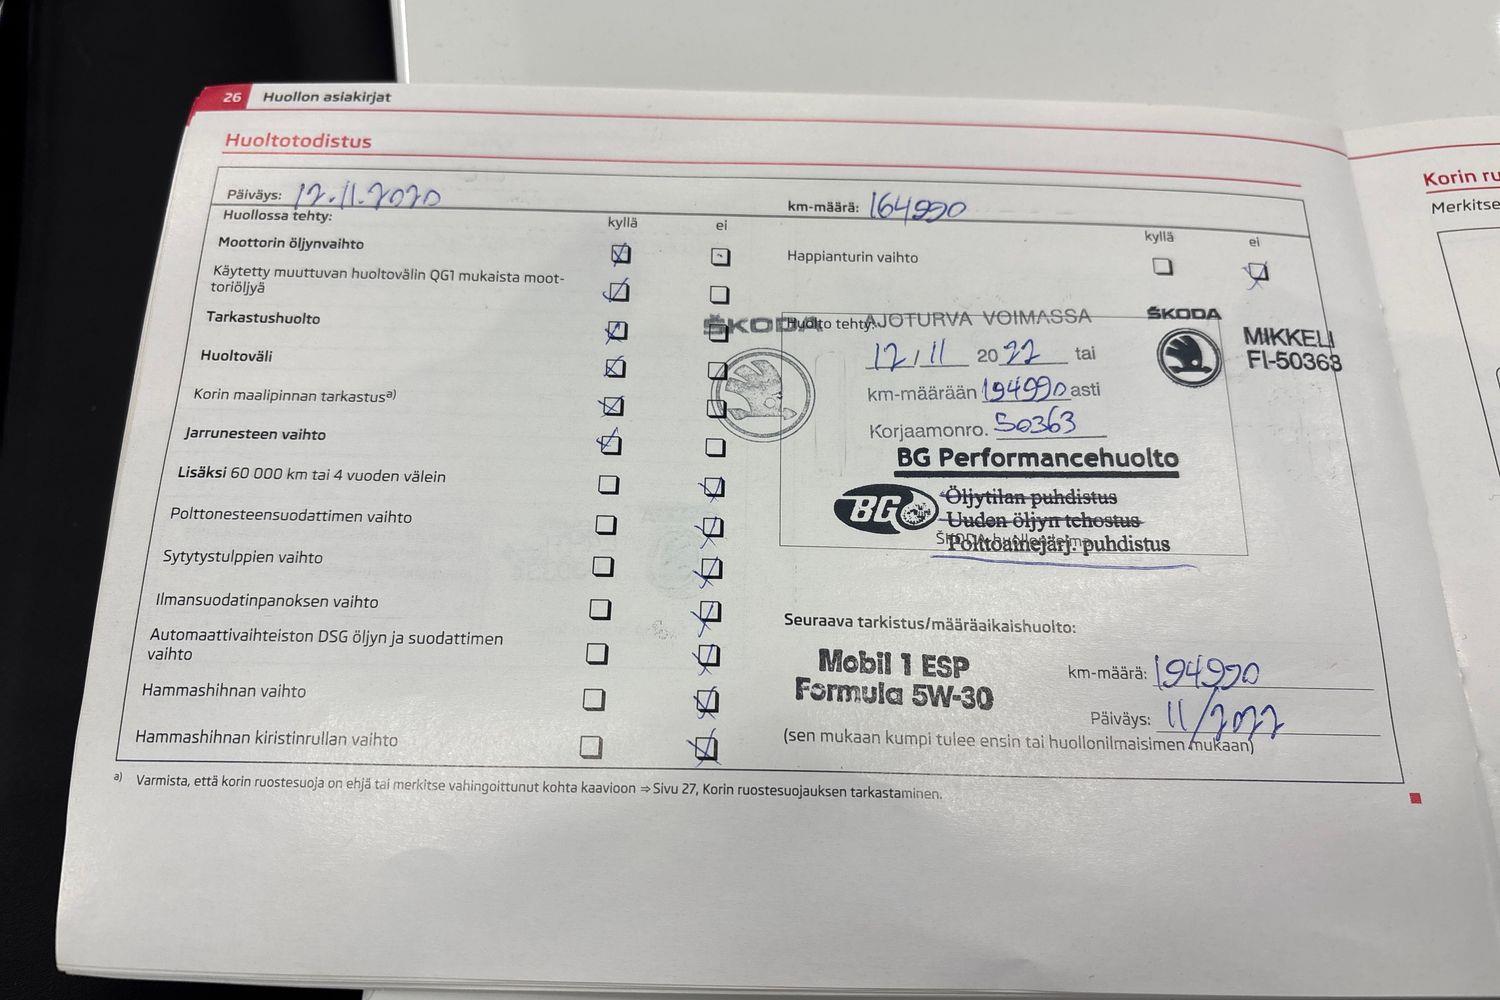 26 Huollon asiakirjat
Huoltotodistus
Korin ru
Merkitse
Päiväys: 12.11.2020
km-määrä: 164990
Huollossa tehty:
kyllä ei
Moottorin öljynvaihto
Käytetty muuttuvan huoltovälin QG1 mukaista moot-
toriöljyä
Tarkastushuolto
Huoltoväli
Korin maalipinnan tarkastus a)
Jarrunesteen vaihto
Lisäksi 60 000 km tai 4 vuoden välein
Polttonesteensuodattimen vaihto
Sytytystulppien vaihto
Ilmansuodatinpanoksen vaihto
Automaattivaihteiston DSG öljyn ja suodattimen
vaihto
Hammashihnan vaihto
Hammashihnan kiristinrullan vaihto
kyllä ei
Happianturin vaihto
Huolto tehty:
ŠKODA
AJOTURVA VOIMASSA
12/11 2022 tai
km-määrään 194990 asti
Korjaamonro. 50363
ŠKODA
MIKKELI
FI-50363
BG Performancehuolto
BG
Öljytilan puhdistus
Uuden öljyn tehostus
Polttoainejärj. puhdistus
Seuraava tarkistus/määräaikaishuolto:
Mobil 1 ESP
Formula 5W-30
km-määrä: 194990
Päiväys: 11/2022
(sen mukaan kumpi tulee ensin tai huollonilmaisimen mukaan)
a) Varmista, että korin ruostesuoja on ehjä tai merkitse vahingoittunut kohta kaavioon ⇒ Sivu 27, Korin ruostesuojauksen tarkastaminen.